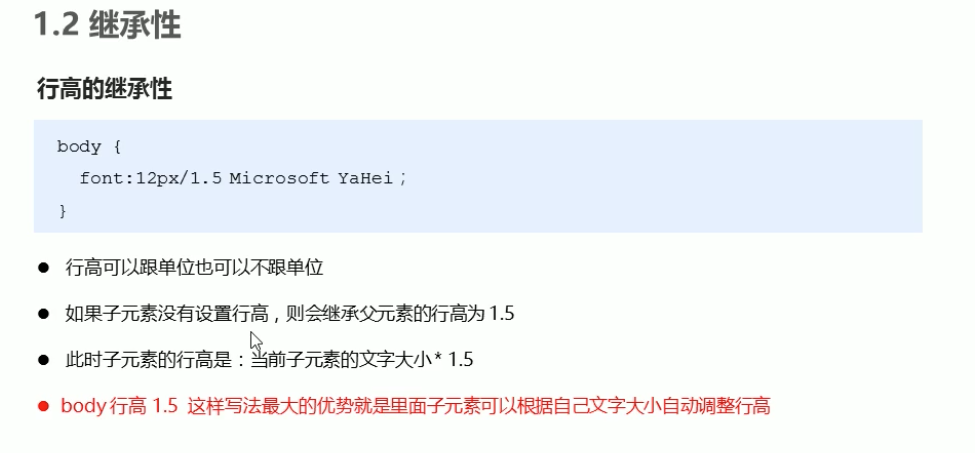 1.2 继承性
行高的继承性
body {
font:12px/1.5 Microsoft YaHei；
}
● 行高可以跟单位也可以不跟单位
● 如果子元素没有设置行高，则会继承父元素的行高为 1.5
● 此时子元素的行高是：当前子元素的文字大小 * 1.5
● body 行高 1.5 这样写法最大的优势就是里面子元素可以根据自己文字大小自动调整行高